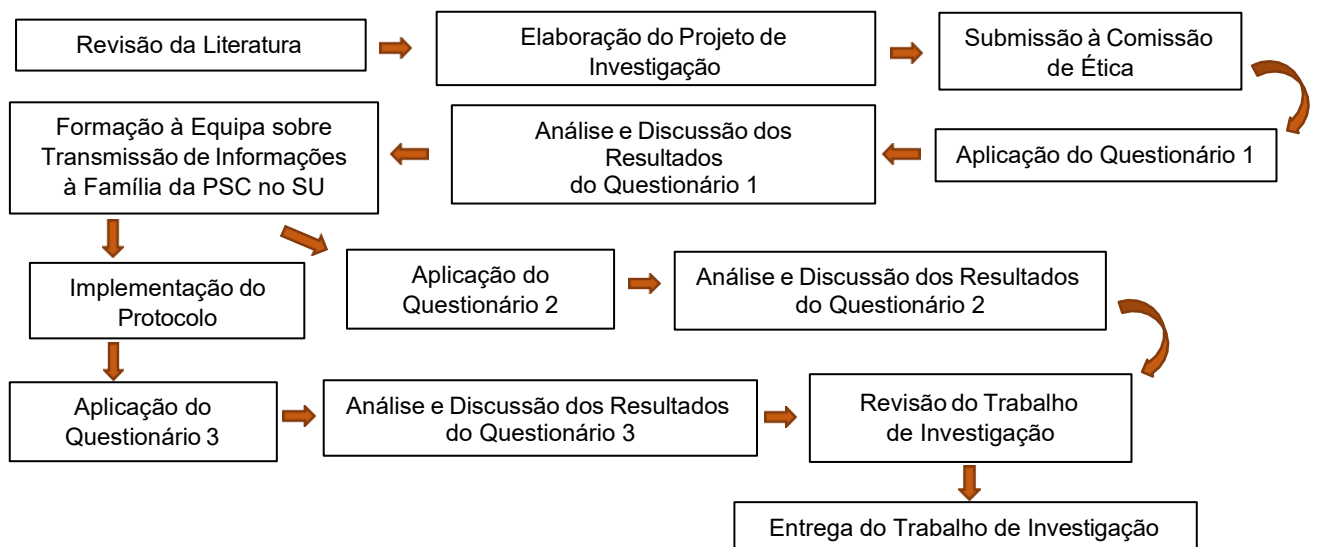 Revisão da Literatura
Elaboração do Projeto de
Investigação
Submissão à Comissão
de Ética
Aplicação do Questionário 1
Análise e Discussão dos
Resultados
do Questionário 1
Formação à Equipa sobre
Transmissão de Informações
à Família da PSC no SU
Implementação do
Protocolo
Aplicação do
Questionário 2
Análise e Discussão dos Resultados
do Questionário 2
Aplicação do
Questionário 3
Análise e Discussão dos Resultados
do Questionário 3
Revisão do Trabalho
de Investigação
Entrega do Trabalho de Investigação